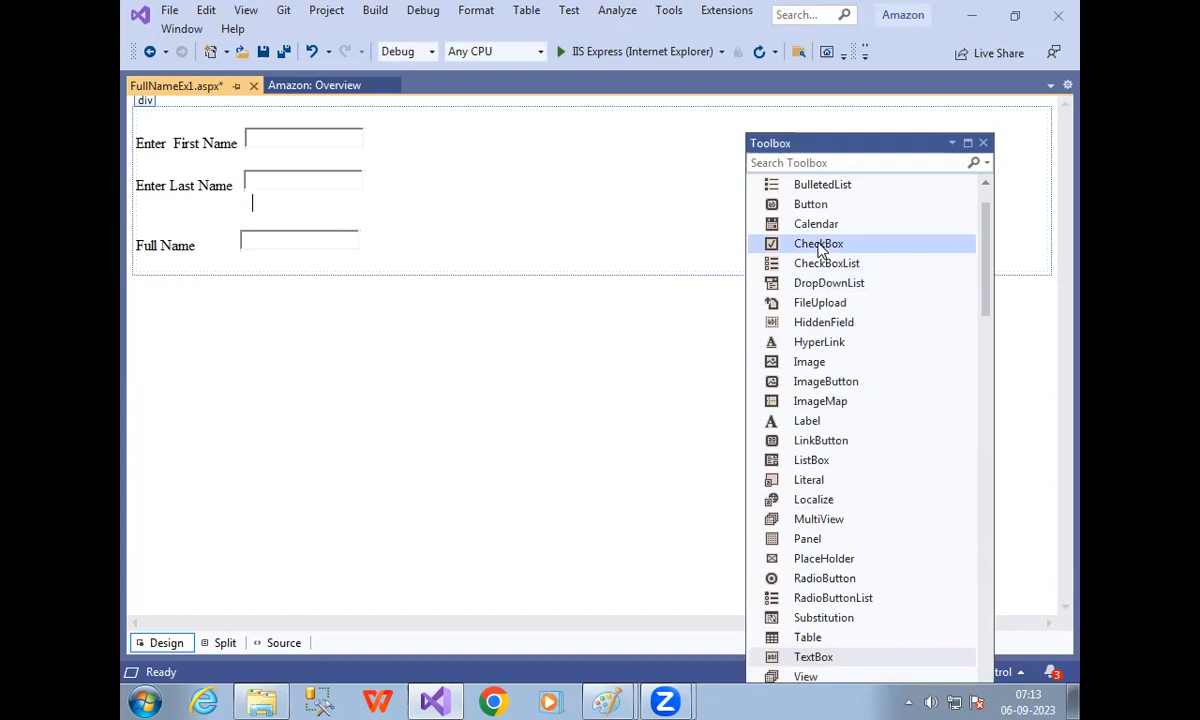 File Edit View Git Project Build Debug Format Table Test Analyze Tools Extensions Search... Amazon
Window Help
Debug Any CPU IIS Express (Internet Explorer) Live Share
FullNameEx1.aspx* Amazon: Overview
div
Enter First Name
Enter Last Name
Full Name
Toolbox
Search Toolbox
BulletedList
Button
Calendar
CheckBox
CheckBoxList
DropDownList
FileUpload
HiddenField
HyperLink
Image
ImageButton
ImageMap
Label
LinkButton
ListBox
Literal
Localize
MultiView
Panel
PlaceHolder
RadioButton
RadioButtonList
Substitution
Table
TextBox
View
Design Split Source
Ready trol 3
07:13
06-09-2023